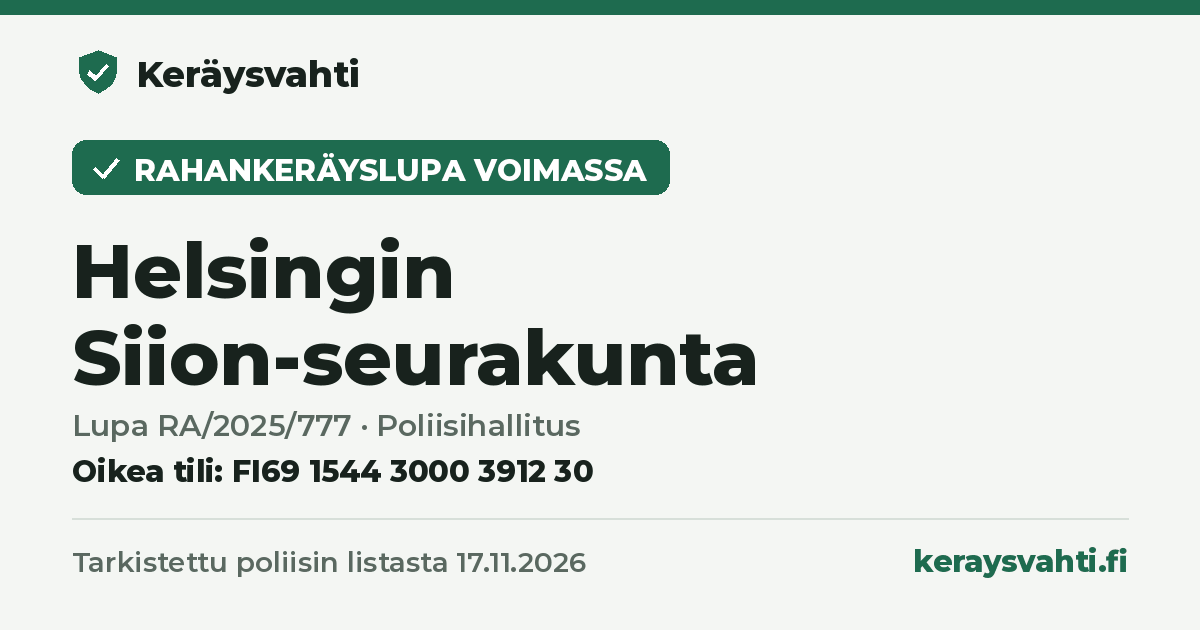 Keräysvahti
RAHANKERÄYSLUPA VOIMASSA
Helsingin
Siion-seurakunta
Lupa RA/2025/777 · Poliisihallitus
Oikea tili: FI69 1544 3000 3912 30
Tarkistettu poliisin listasta 17.11.2026
keraysvahti.fi